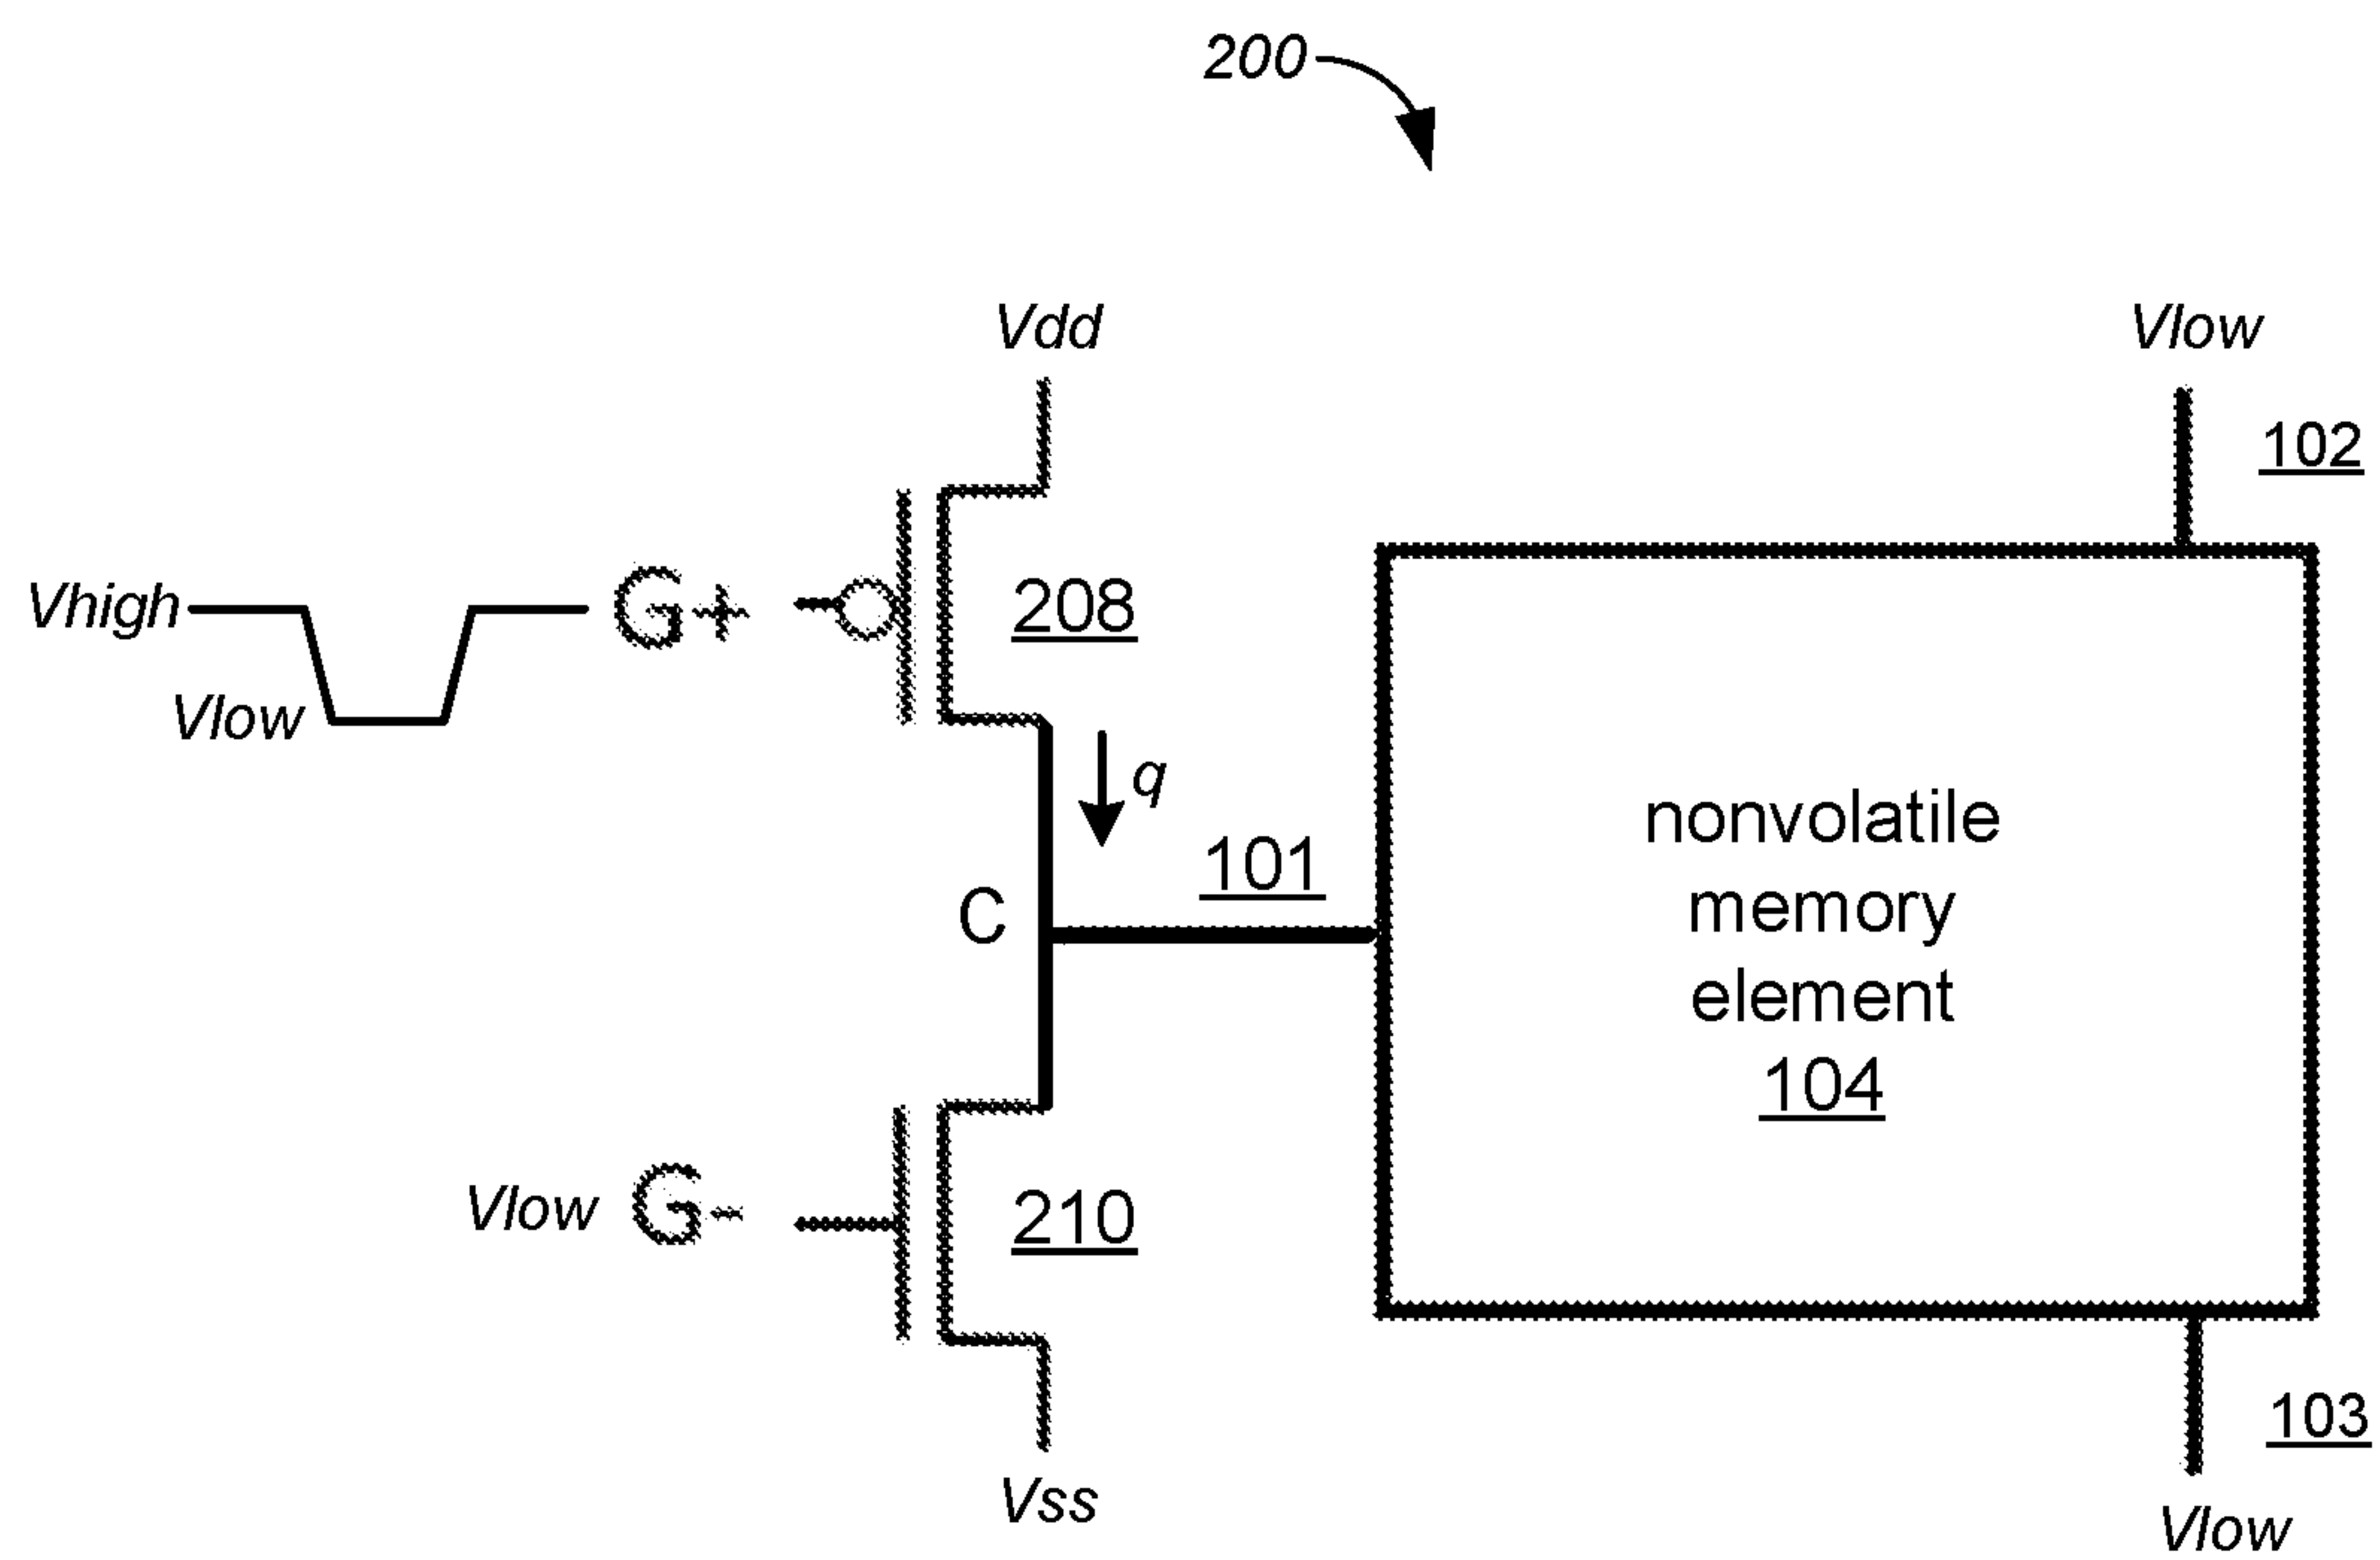 200
Vdd
Vlow
102
Vhigh
G+
208
Vlow
q
101
C
nonvolatile
memory
element
104
Vlow
G-
210
103
Vss
Vlow